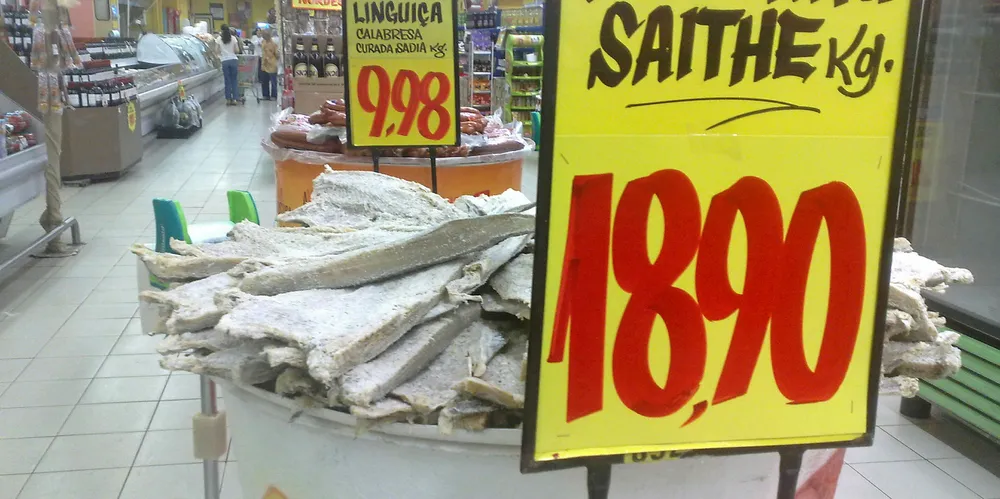 LINGUIÇA
CALABRESA
CURADA SADIA Kg.
9,98
SAITHE Kg.
18,90